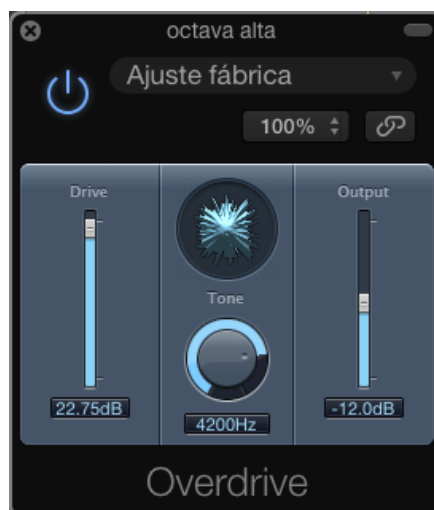 octava alta
Ajuste fábrica
100%
Drive
Output
Tone
22.75dB
4200Hz
-12.0dB
Overdrive